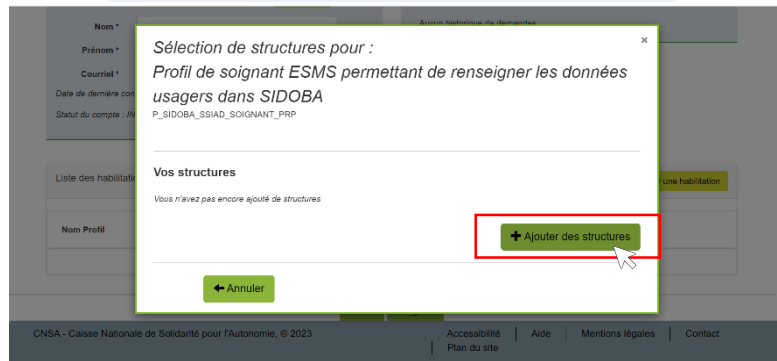 Aucun historique de demandes
Nom *
Prénom *
Courriel *
Date de dernière con
Statut du compte : IN
×
Sélection de structures pour :
Profil de soignant ESMS permettant de renseigner les données
usagers dans SIDOBA
P_SIDOBA_SSIAD_SOIGNANT_PRP
Vos structures
Vous n'avez pas encore ajouté de structures
+ Ajouter des structures
Annuler
Liste des habilitati
une habilitation
Nom Profil
CNSA - Caisse Nationale de Solidarité pour l'Autonomie, © 2023
Accessibilité | Aide | Mentions légales | Contact
| Plan du site